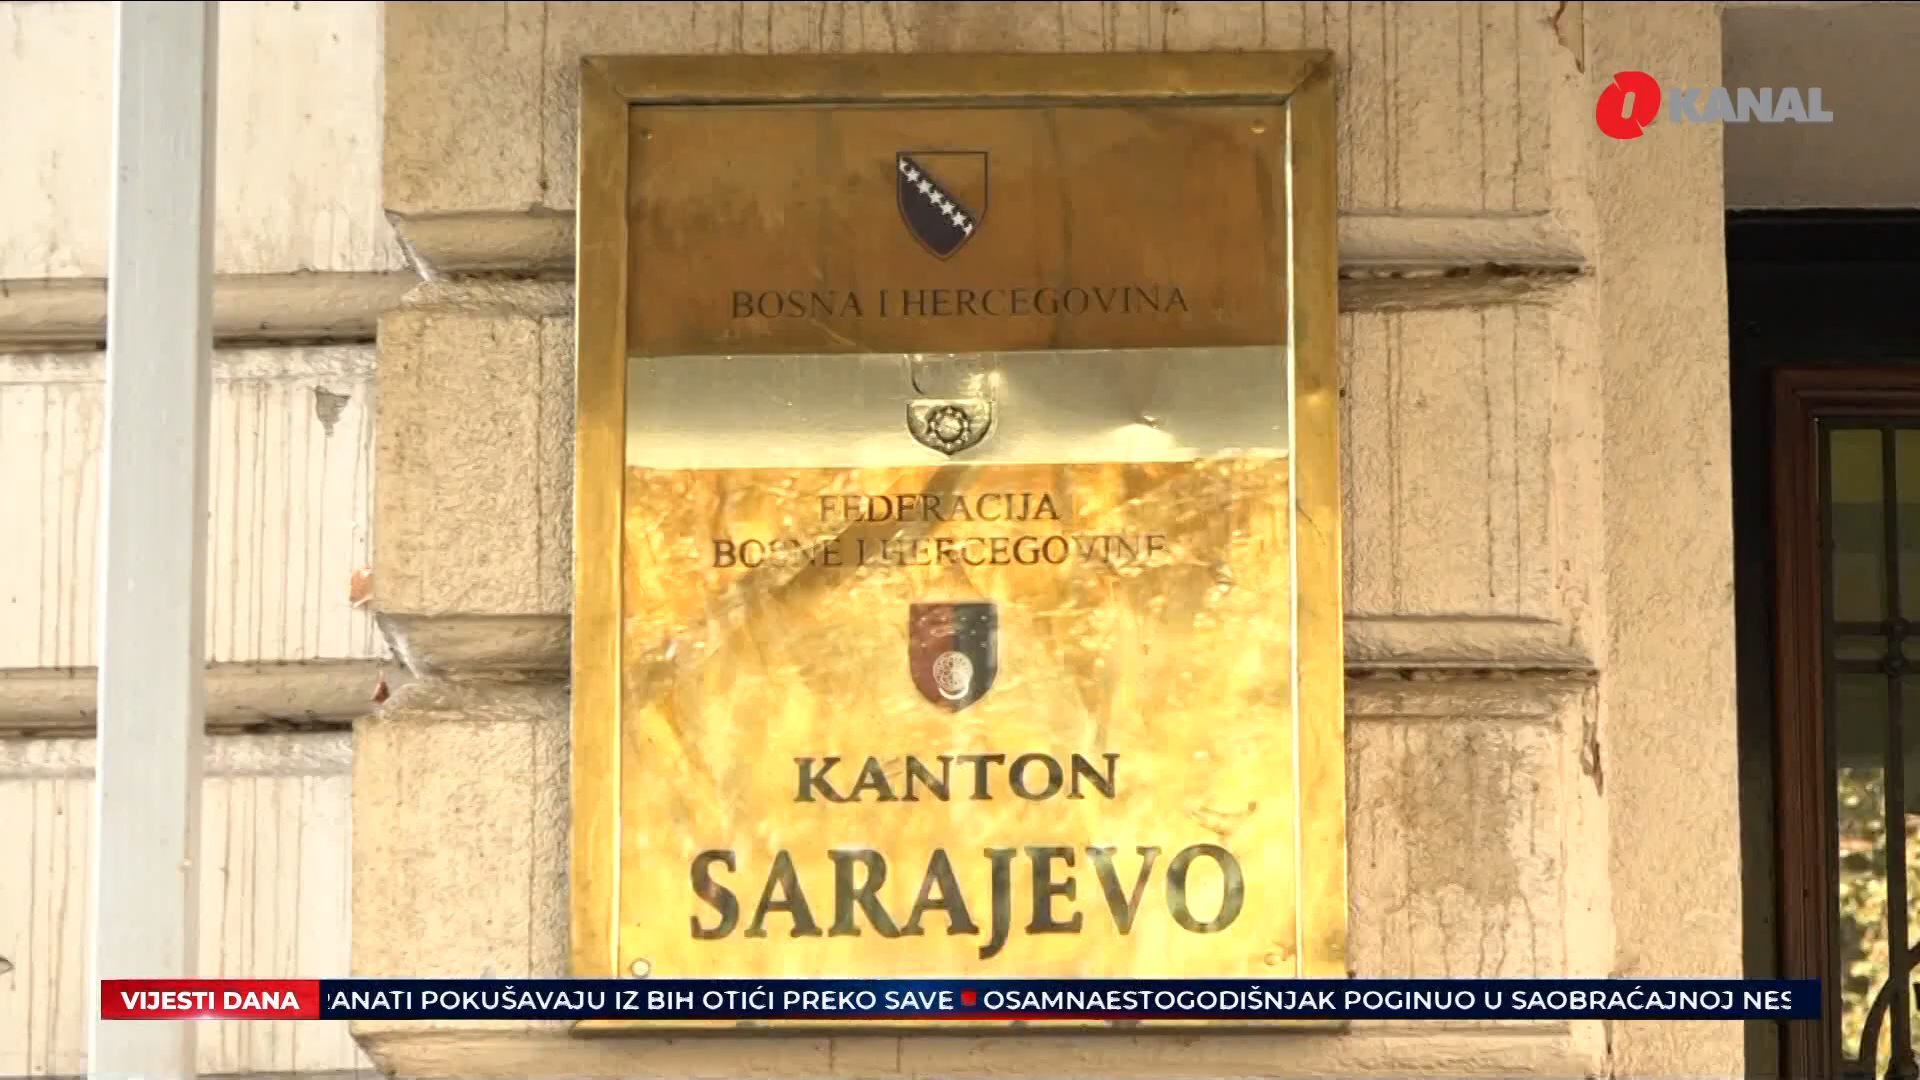 KANAL
BOSNA I HERCEGOVINA
FEDERACIJA
BOSNE I HERCEGOVINE
KANTON
SARAJEVO
VIJESTI DANA
POKUŠAVAJU IZ BIH OTIĆI PREKO SAVE ▪ OSAMNAESTOGODIŠNJAK POGINUO U SAOBRAĆAJNOJ